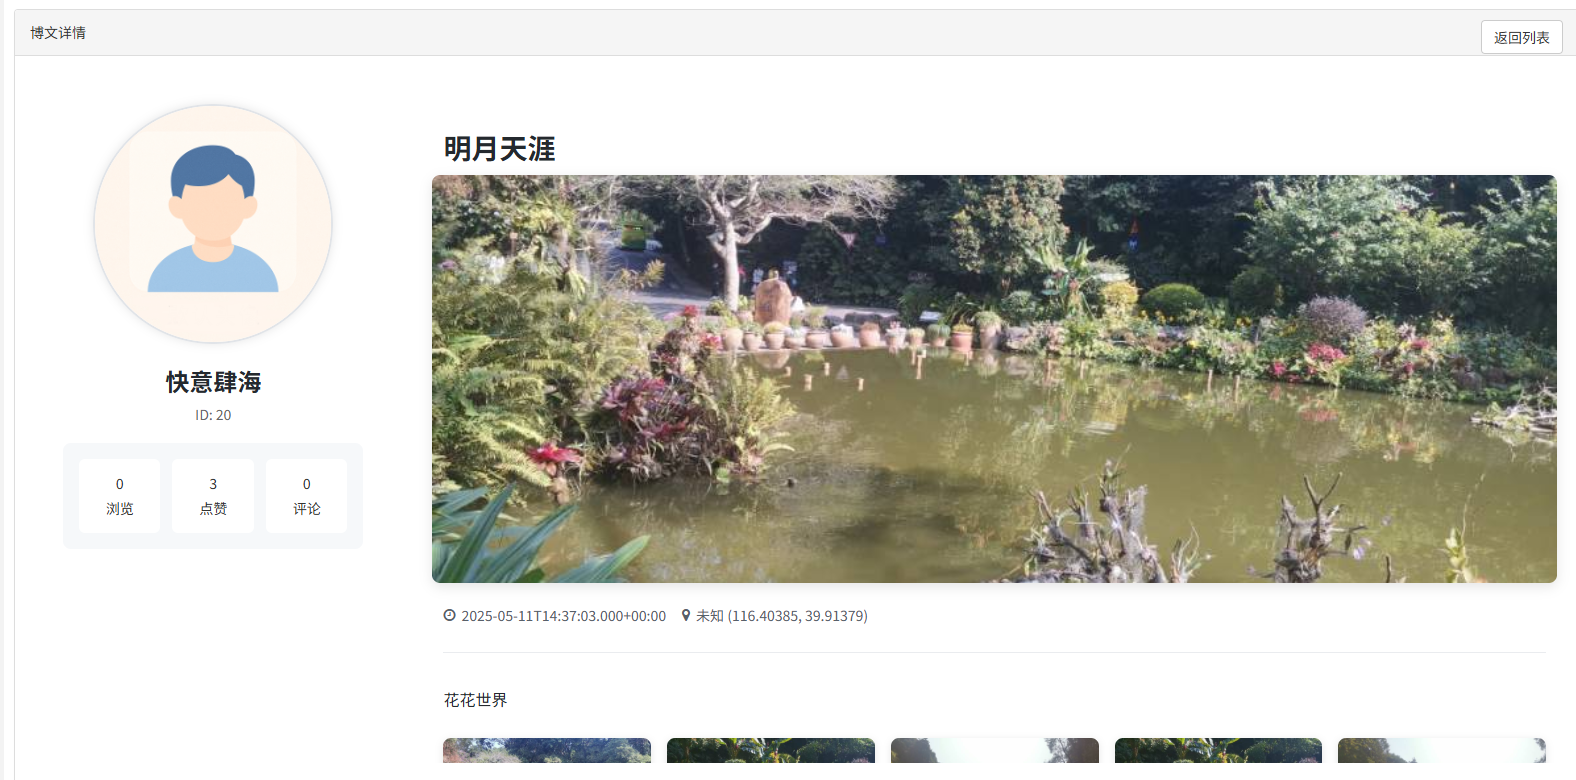 博文详情
返回列表
快意肆海
ID: 20
0
浏览
3
点赞
0
评论
明月天涯
2025-05-11T14:37:03.000+00:00 未知 (116.40385, 39.91379)
花花世界